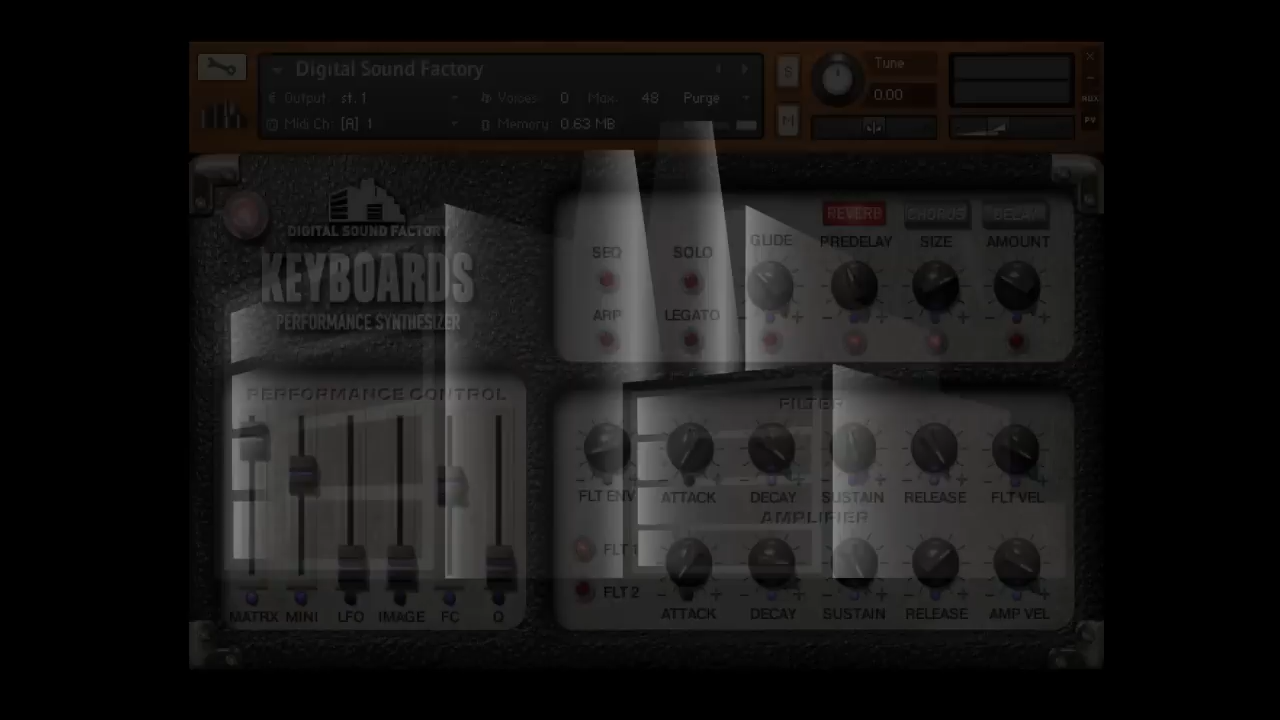 Digital Sound Factory
Output: st. 1 Voices: 0 Max: 48 Purge
Midi Ch: [A] 1 Memory: 0.63 MB
S
M
Tune
0.00
AUX
PV
DIGITAL SOUND FACTORY
KEYBOARDS
PERFORMANCE SYNTHESIZER
REVERB CHORUS DELAY
SEQ SOLO GLIDE PREDELAY SIZE AMOUNT
ARP LEGATO
PERFORMANCE CONTROL
MATRX MINI LFO IMAGE FC Q
FILTER
FLT ENV ATTACK DECAY SUSTAIN RELEASE FLT VEL
AMPLIFIER
FLT 1
FLT 2
ATTACK DECAY SUSTAIN RELEASE AMP VEL